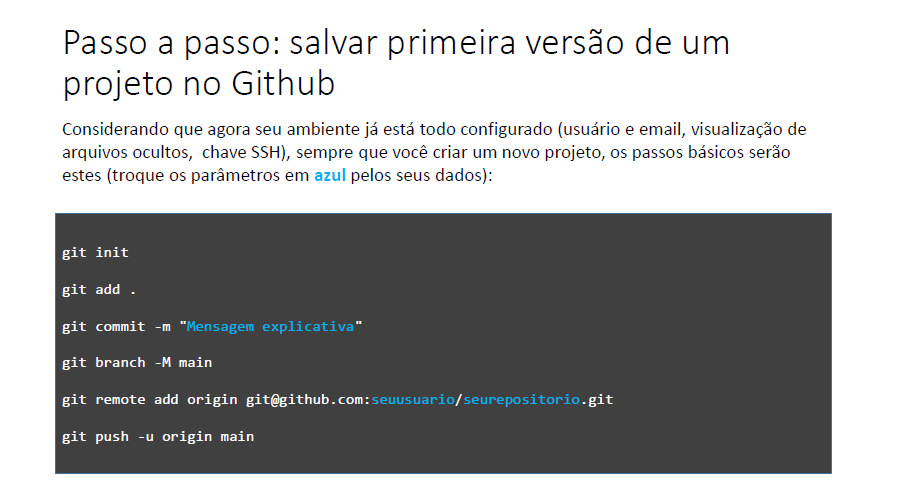 Passo a passo: salvar primeira versão de um
projeto no Github
Considerando que agora seu ambiente já está todo configurado (usuário e email, visualização de
arquivos ocultos,  chave SSH), sempre que você criar um novo projeto, os passos básicos serão
estes (troque os parâmetros em azul pelos seus dados):
git init
git add .
git commit -m "Mensagem explicativa"
git branch -M main
git remote add origin git@github.com:seuusuario/seurepositorio.git
git push -u origin main